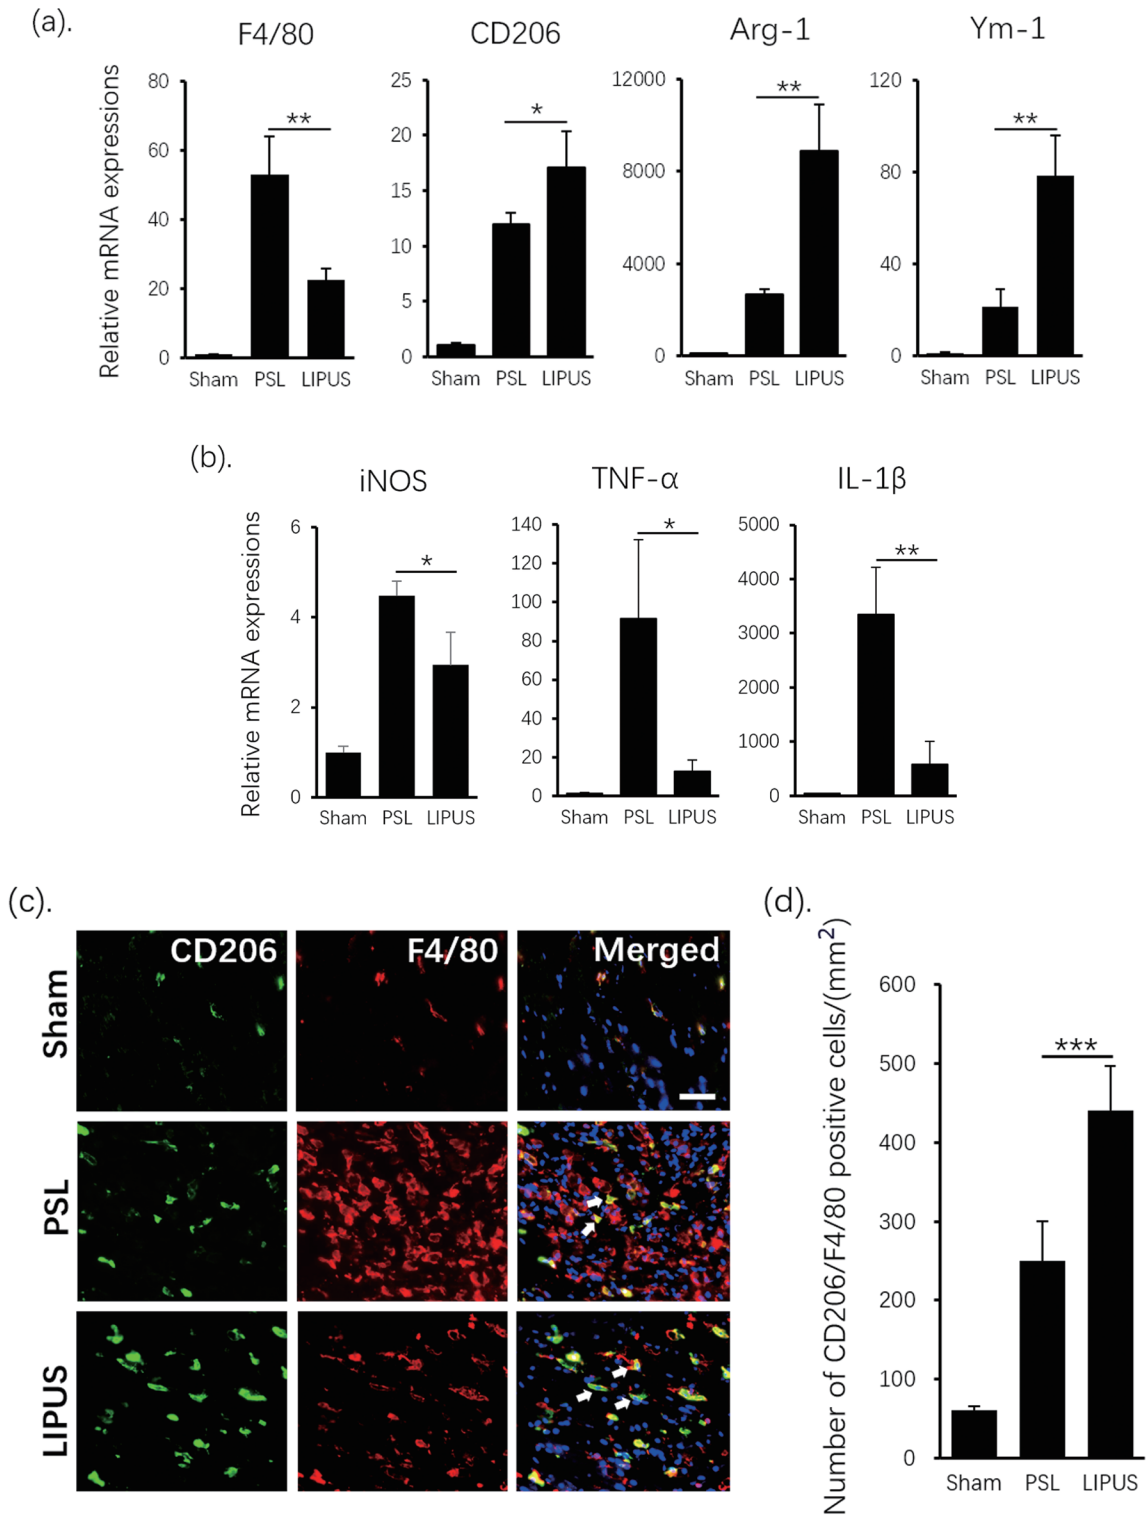 (a).
F4/80
CD206
Arg-1
Ym-1
Relative mRNA expressions
80
60
40
20
0
**
Sham PSL LIPUS
25
20
15
10
5
0
*
Sham PSL LIPUS
12000
8000
4000
0
**
Sham PSL LIPUS
120
80
40
0
**
Sham PSL LIPUS
(b).
iNOS
TNF-α
IL-1β
Relative mRNA expressions
6
4
2
0
*
Sham PSL LIPUS
140
120
100
80
60
40
20
0
*
Sham PSL LIPUS
5000
4000
3000
2000
1000
0
**
Sham PSL LIPUS
(c).
CD206
F4/80
Merged
Sham
PSL
LIPUS
(d).
Number of CD206/F4/80 positive cells/(mm²)
600
500
400
300
200
100
0
***
Sham PSL LIPUS